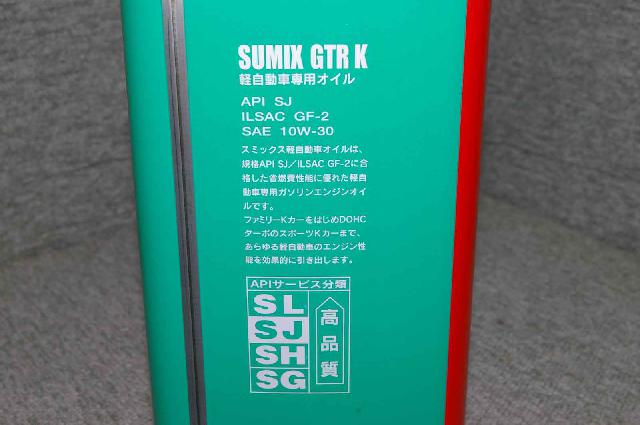 SUMIX GTR K
軽自動車専用オイル
API SJ
ILSAC GF-2
SAE 10W-30
スミックス軽自動車オイルは、
規格API SJ/ILSAC GF-2に合
格した省燃費性能に優れた軽自
動車専用ガソリンエンジンオイ
ルです。
ファミリーKカーをはじめDOHC
ターボのスポーツKカーまで、
あらゆる軽自動車のエンジン性
能を効果的に引き出します。
APIサービス分類
SL
SJ
SH
SG
高品質